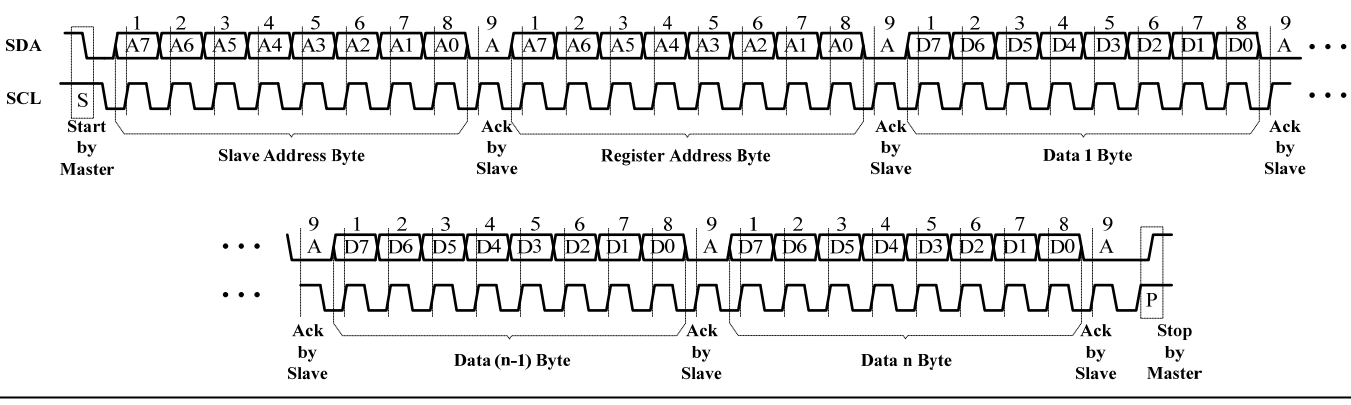 1 2 3 4 5 6 7 8 9 1 2 3 4 5 6 7 8 9 1 2 3 4 5 6 7 8 9
SDA A7 A6 A5 A4 A3 A2 A1 A0 A A7 A6 A5 A4 A3 A2 A1 A0 A D7 D6 D5 D4 D3 D2 D1 D0 A • • •
SCL S • • •
Start by Master
Slave Address Byte
Ack by Slave
Register Address Byte
Ack by Slave
Data 1 Byte
Ack by Slave
9 1 2 3 4 5 6 7 8 9 1 2 3 4 5 6 7 8 9
• • • A D7 D6 D5 D4 D3 D2 D1 D0 A D7 D6 D5 D4 D3 D2 D1 D0 A
• • • P
Ack by Slave
Data (n-1) Byte
Ack by Slave
Data n Byte
Ack by Slave
Stop by Master